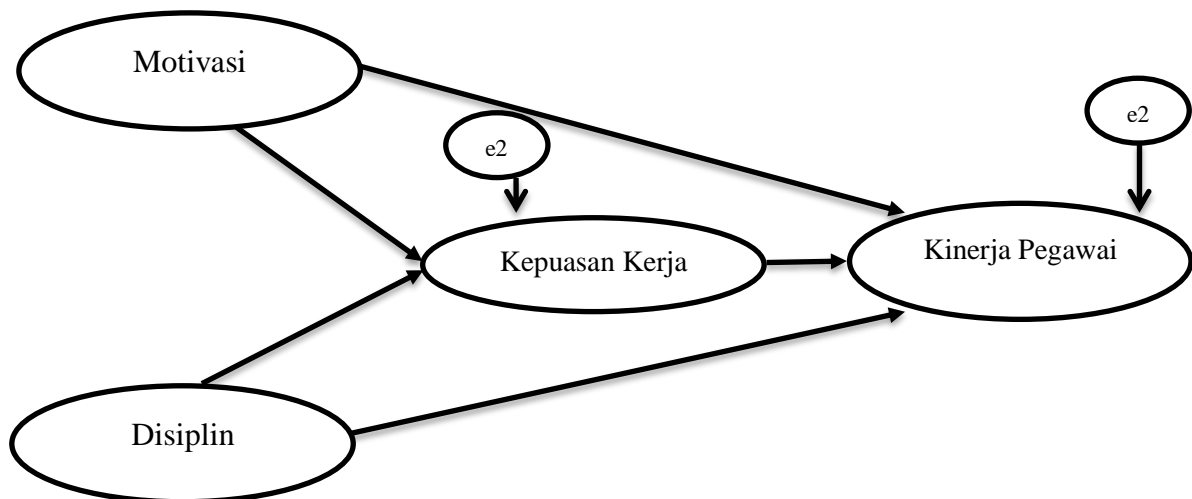 Motivasi
e2
e2
Kepuasan Kerja
Kinerja Pegawai
Disiplin